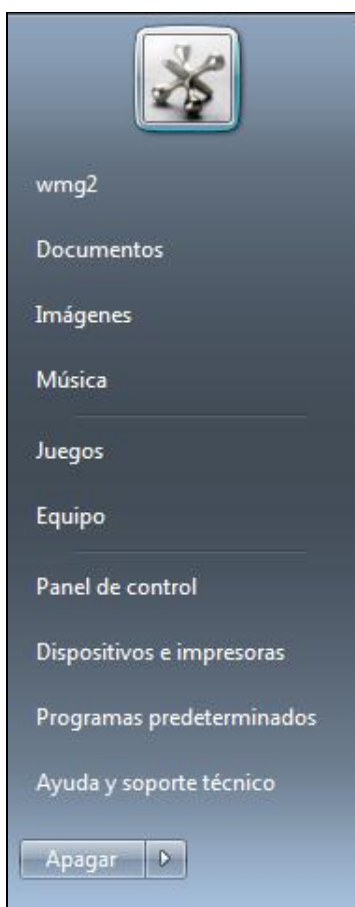 wmg2
Documentos
Imágenes
Música
Juegos
Equipo
Panel de control
Dispositivos e impresoras
Programas predeterminados
Ayuda y soporte técnico
Apagar